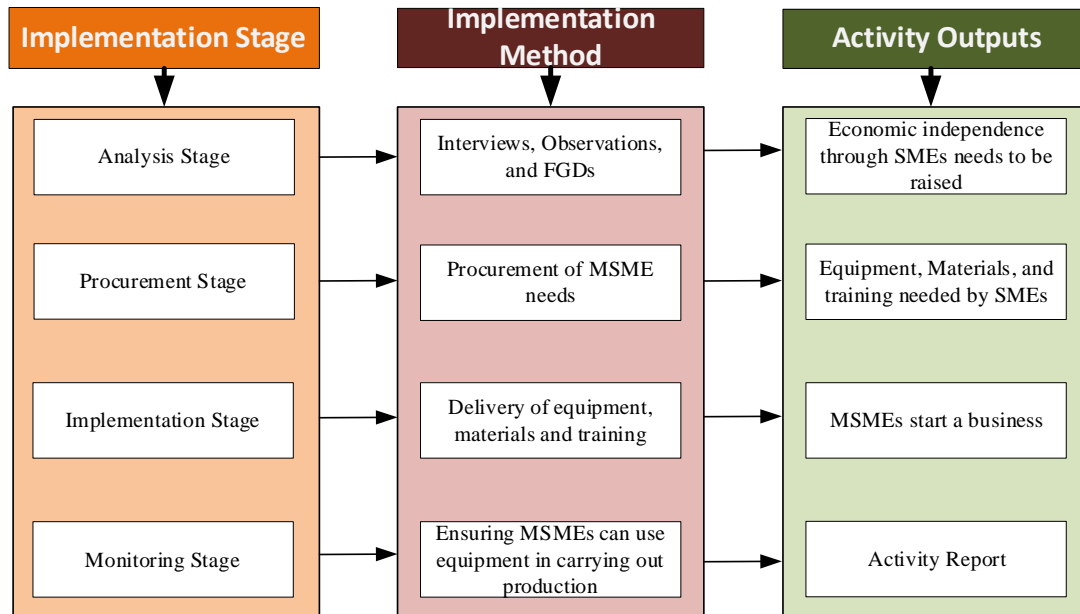 Implementation Stage
Implementation
Method
Activity Outputs
Analysis Stage
Interviews, Observations,
and FGDs
Economic independence
through SMEs needs to be
raised
Procurement Stage
Procurement of MSME
needs
Equipment, Materials, and
training needed by SMEs
Implementation Stage
Delivery of equipment,
materials and training
MSMEs start a business
Monitoring Stage
Ensuring MSMEs can use
equipment in carrying out
production
Activity Report